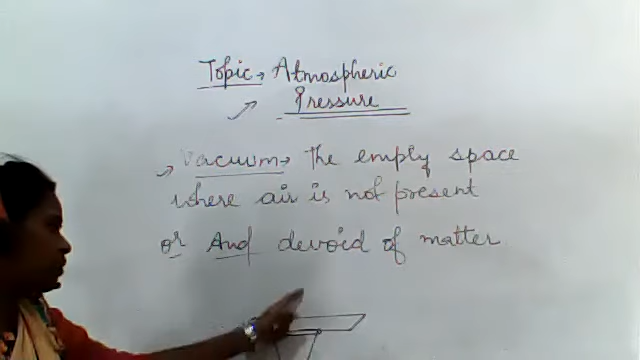 Topic → Atmospheric
Pressure
→ Vacuum → The empty space
where air is not present
or And devoid of matter